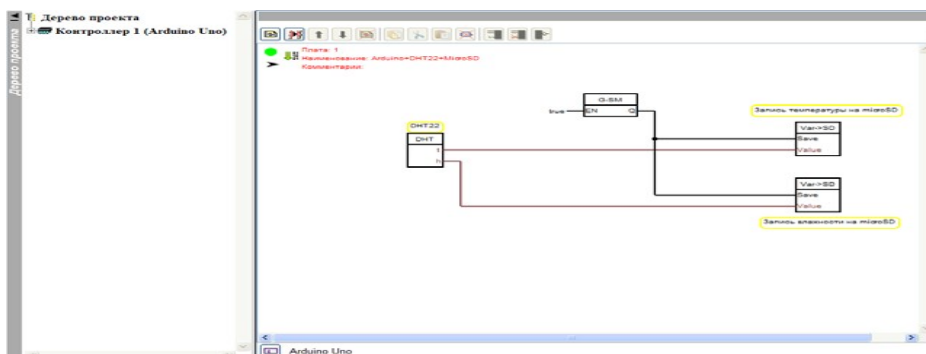 Дерево проекта
Дерево проекта
Контроллер 1 (Arduino Uno)
Плата: 1
Наименование: Arduino+DHT22+MicroSD
Комментарии:
G-SM
true
EN Q
Запись температуры на microSD
DHT22
DHT
t
h
Var->SD
Save
Value
Var->SD
Save
Value
Запись влажности на microSD
Arduino Uno